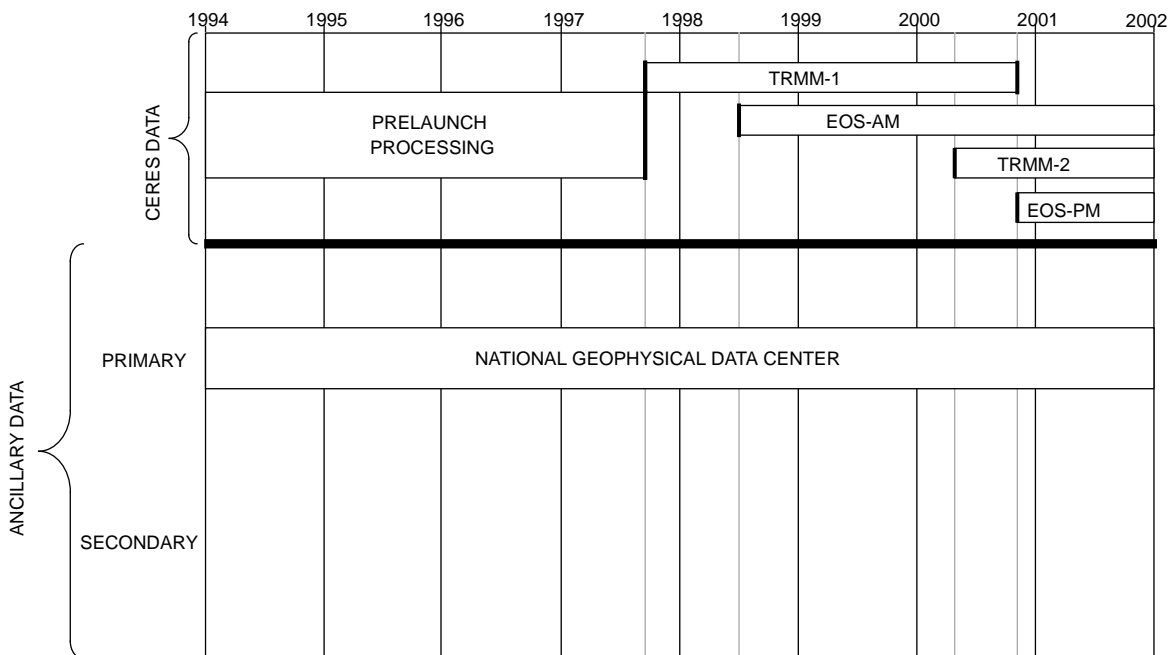 1994 1995 1996 1997 1998 1999 2000 2001 2002
CERES DATA
TRMM-1
PRELAUNCH
PROCESSING
EOS-AM
TRMM-2
EOS-PM
ANCILLARY DATA
PRIMARY
NATIONAL GEOPHYSICAL DATA CENTER
SECONDARY